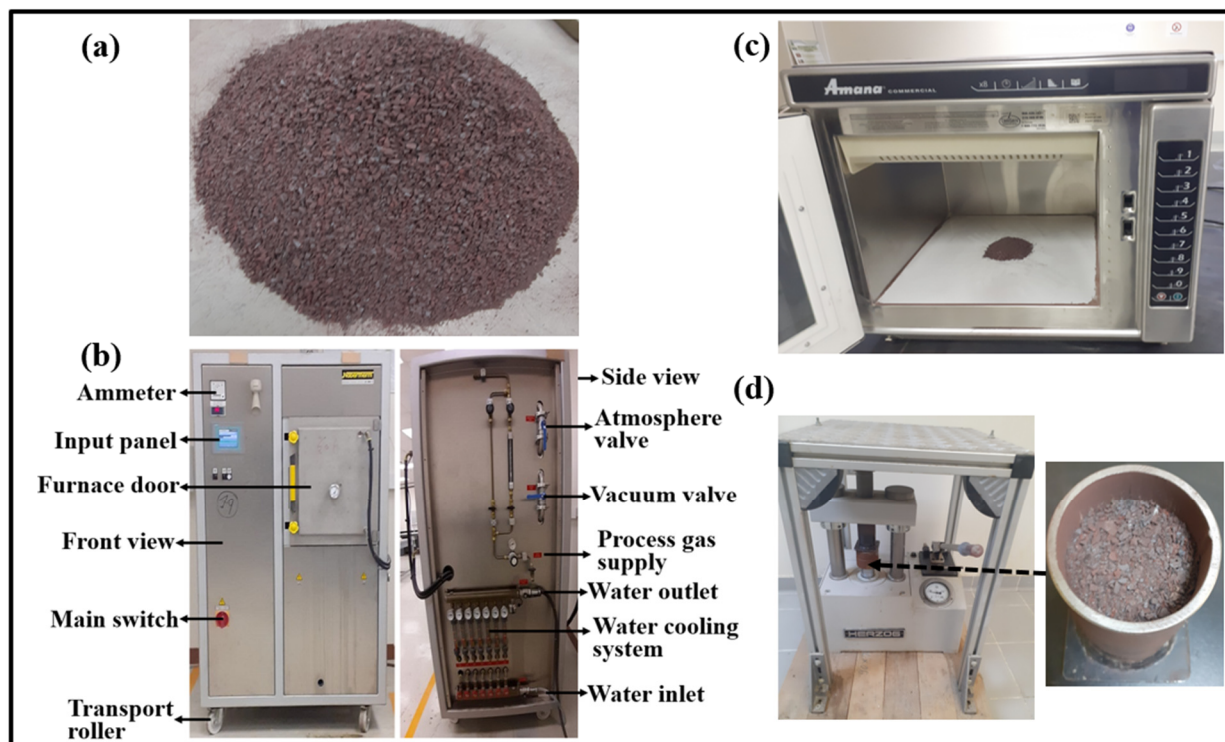 (a)
(b)
Ammeter
Input panel
Furnace door
Front view
Main switch
Transport
roller
Side view
Atmosphere
valve
Vacuum valve
Process gas
supply
Water outlet
Water cooling
system
Water inlet
(c)
Amana COMMERCIAL
1
2
3
4
5
6
7
8
9
0
(d)
HERZOG